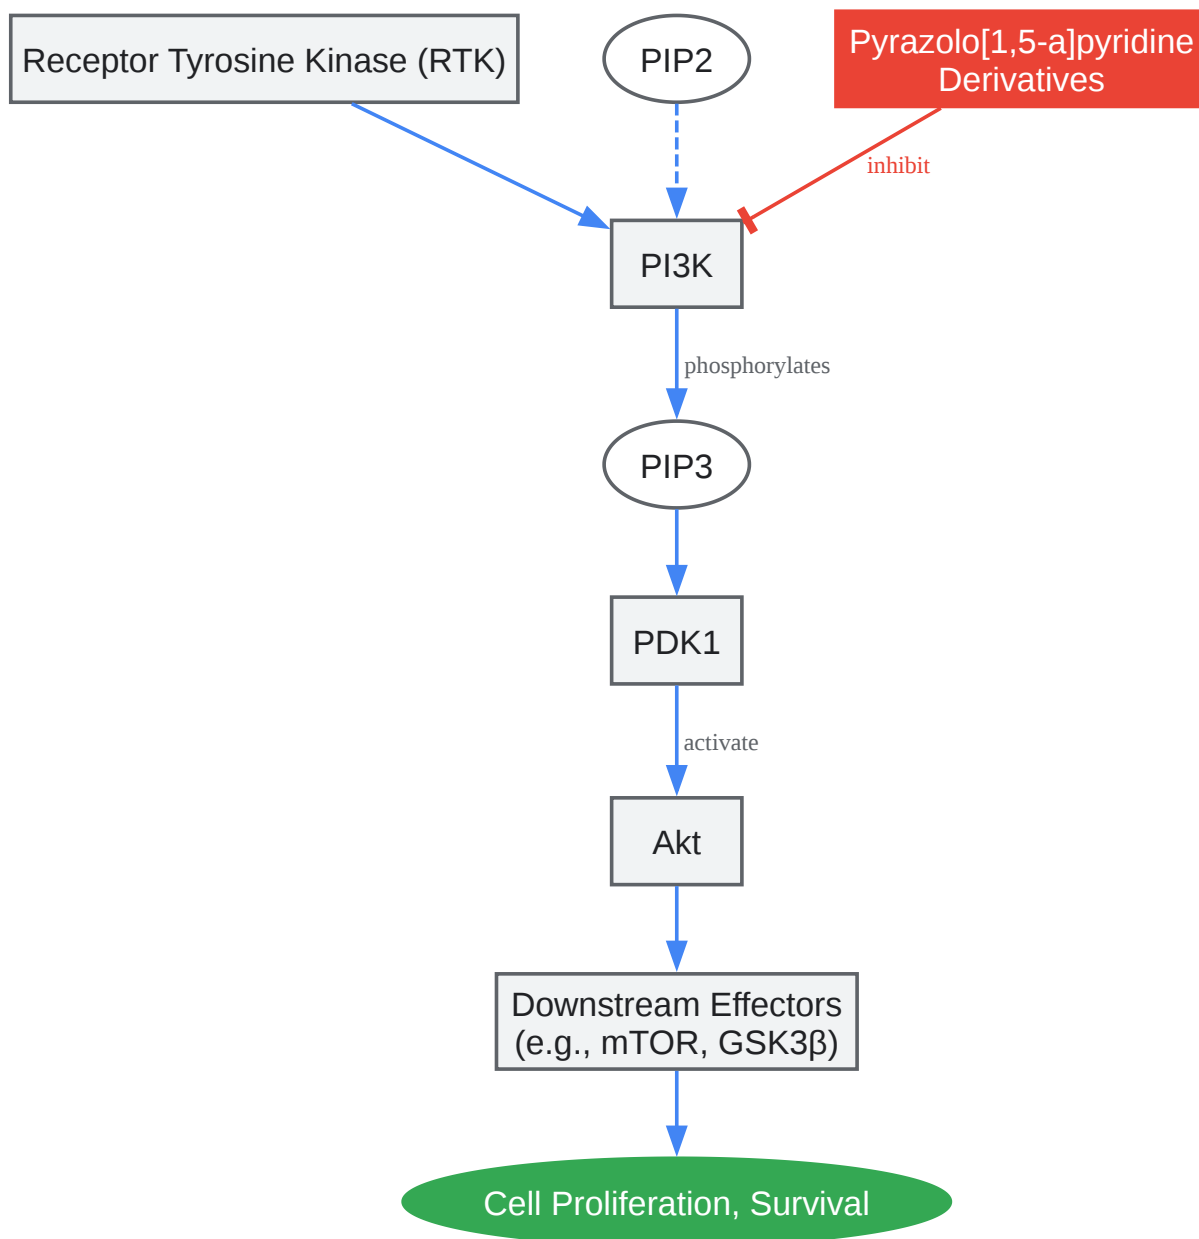 Receptor Tyrosine Kinase (RTK)
PIP2
Pyrazolo[1,5-a]pyridine
Derivatives
inhibit
PI3K
phosphorylates
PIP3
PDK1
activate
Akt
Downstream Effectors
(e.g., mTOR, GSK3β)
Cell Proliferation, Survival